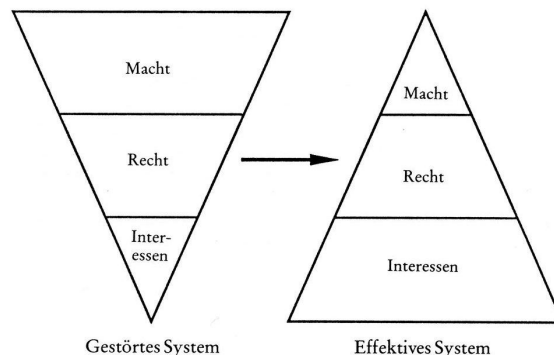 Macht
Recht
Inter-
essen
Gestörtes System
Macht
Recht
Interessen
Effektives System